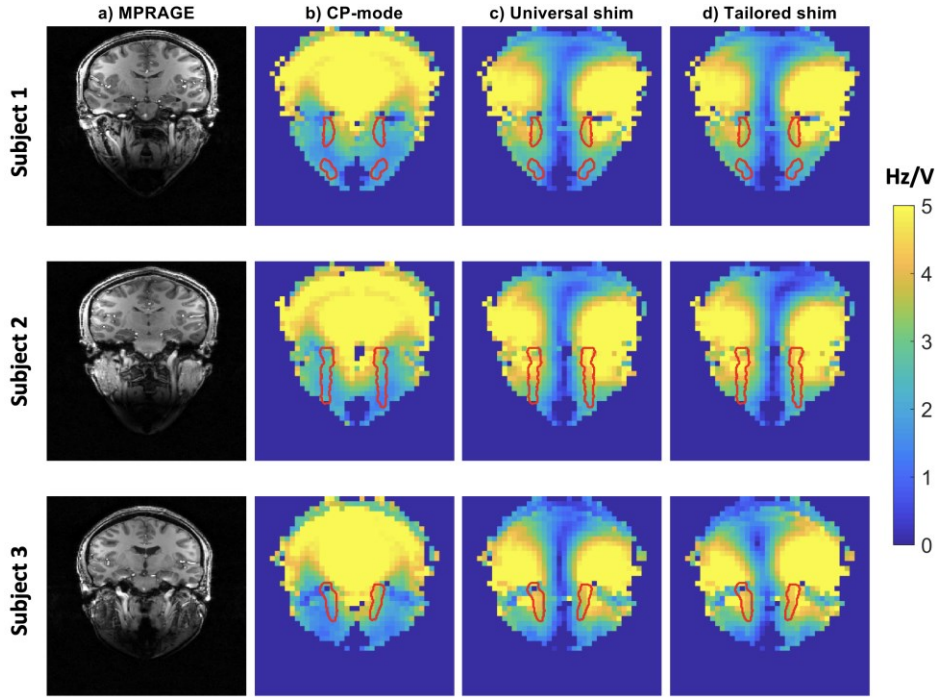 a) MPRAGE b) CP-mode c) Universal shim d) Tailored shim
Subject 1
Hz/V
5
4
3
2
1
0
Subject 2
Subject 3